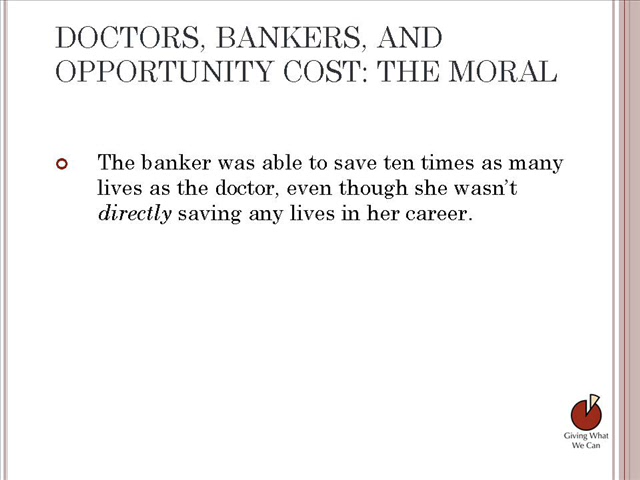 DOCTORS, BANKERS, AND
OPPORTUNITY COST: THE MORAL
The banker was able to save ten times as many
lives as the doctor, even though she wasn’t
directly saving any lives in her career.
Giving What
We Can